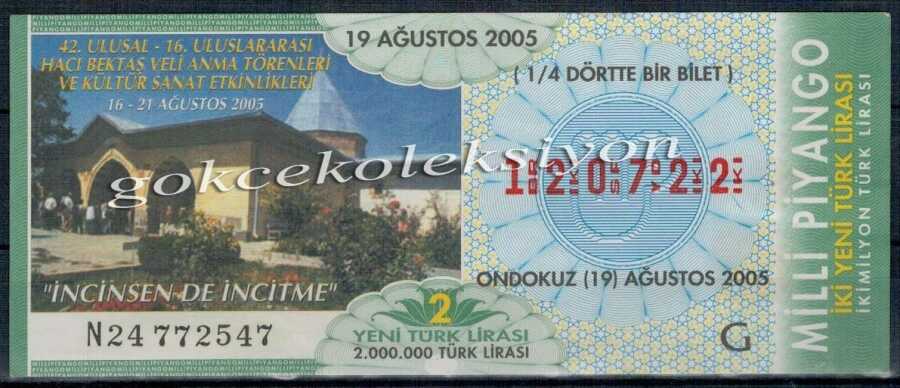 42. ULUSAL - 16. ULUSLARARASI
HACI BEKTAŞ VELİ ANMA TÖRENLERİ
VE KÜLTÜR SANAT ETKİNLİKLERİ
16 - 21 AĞUSTOS 2005
"İNCİNSEN DE İNCİTME"
N24 772547
19 AĞUSTOS 2005
( 1/4 DÖRTTE BİR BİLET )
120722
gokcekoleksiyon
ONDOKUZ (19) AĞUSTOS 2005
2
YENİ TÜRK LİRASI
2.000.000 TÜRK LİRASI
G
MİLLİ PİYANGO
İKİ YENİ TÜRK LİRASI
İKİMİLYON TÜRK LİRASI